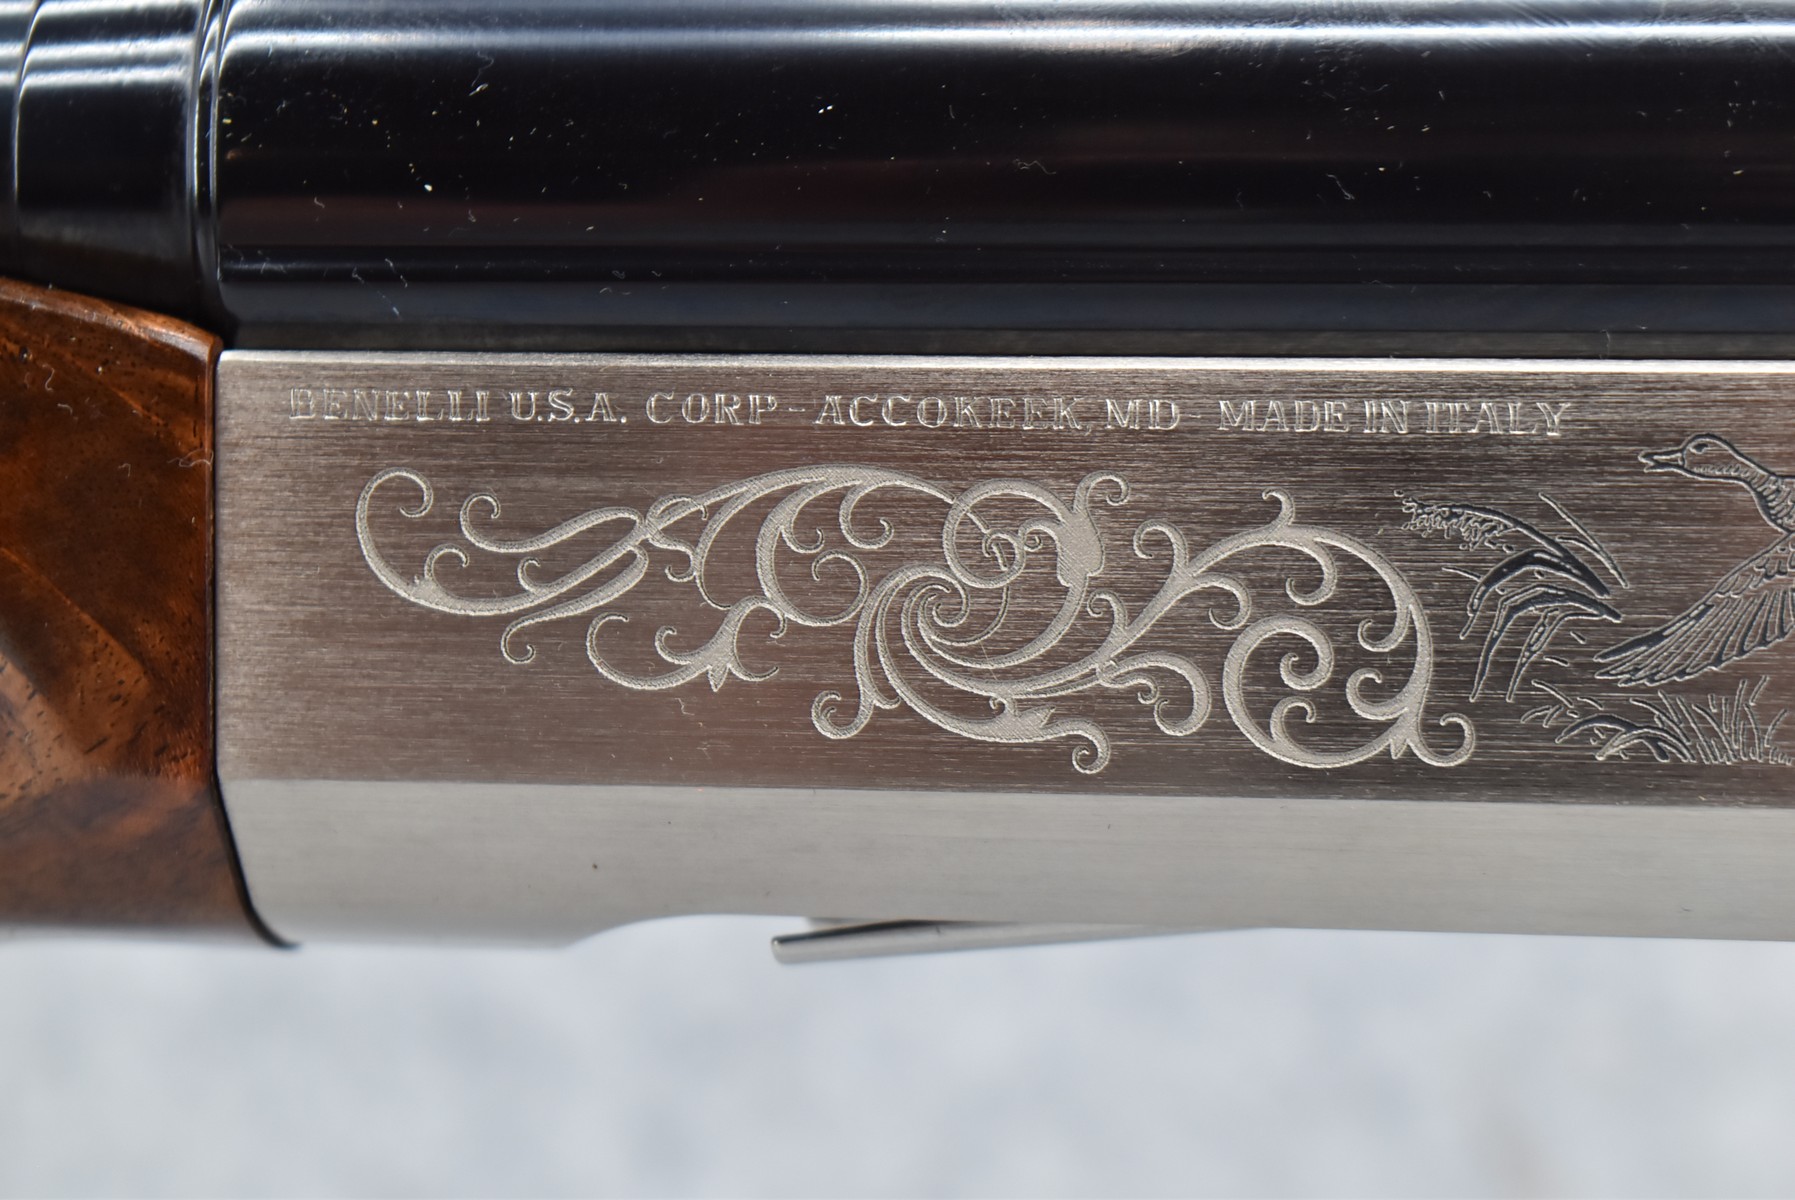 BENELLI U.S.A. CORP - ACCOKEEK, MD - MADE IN ITALY